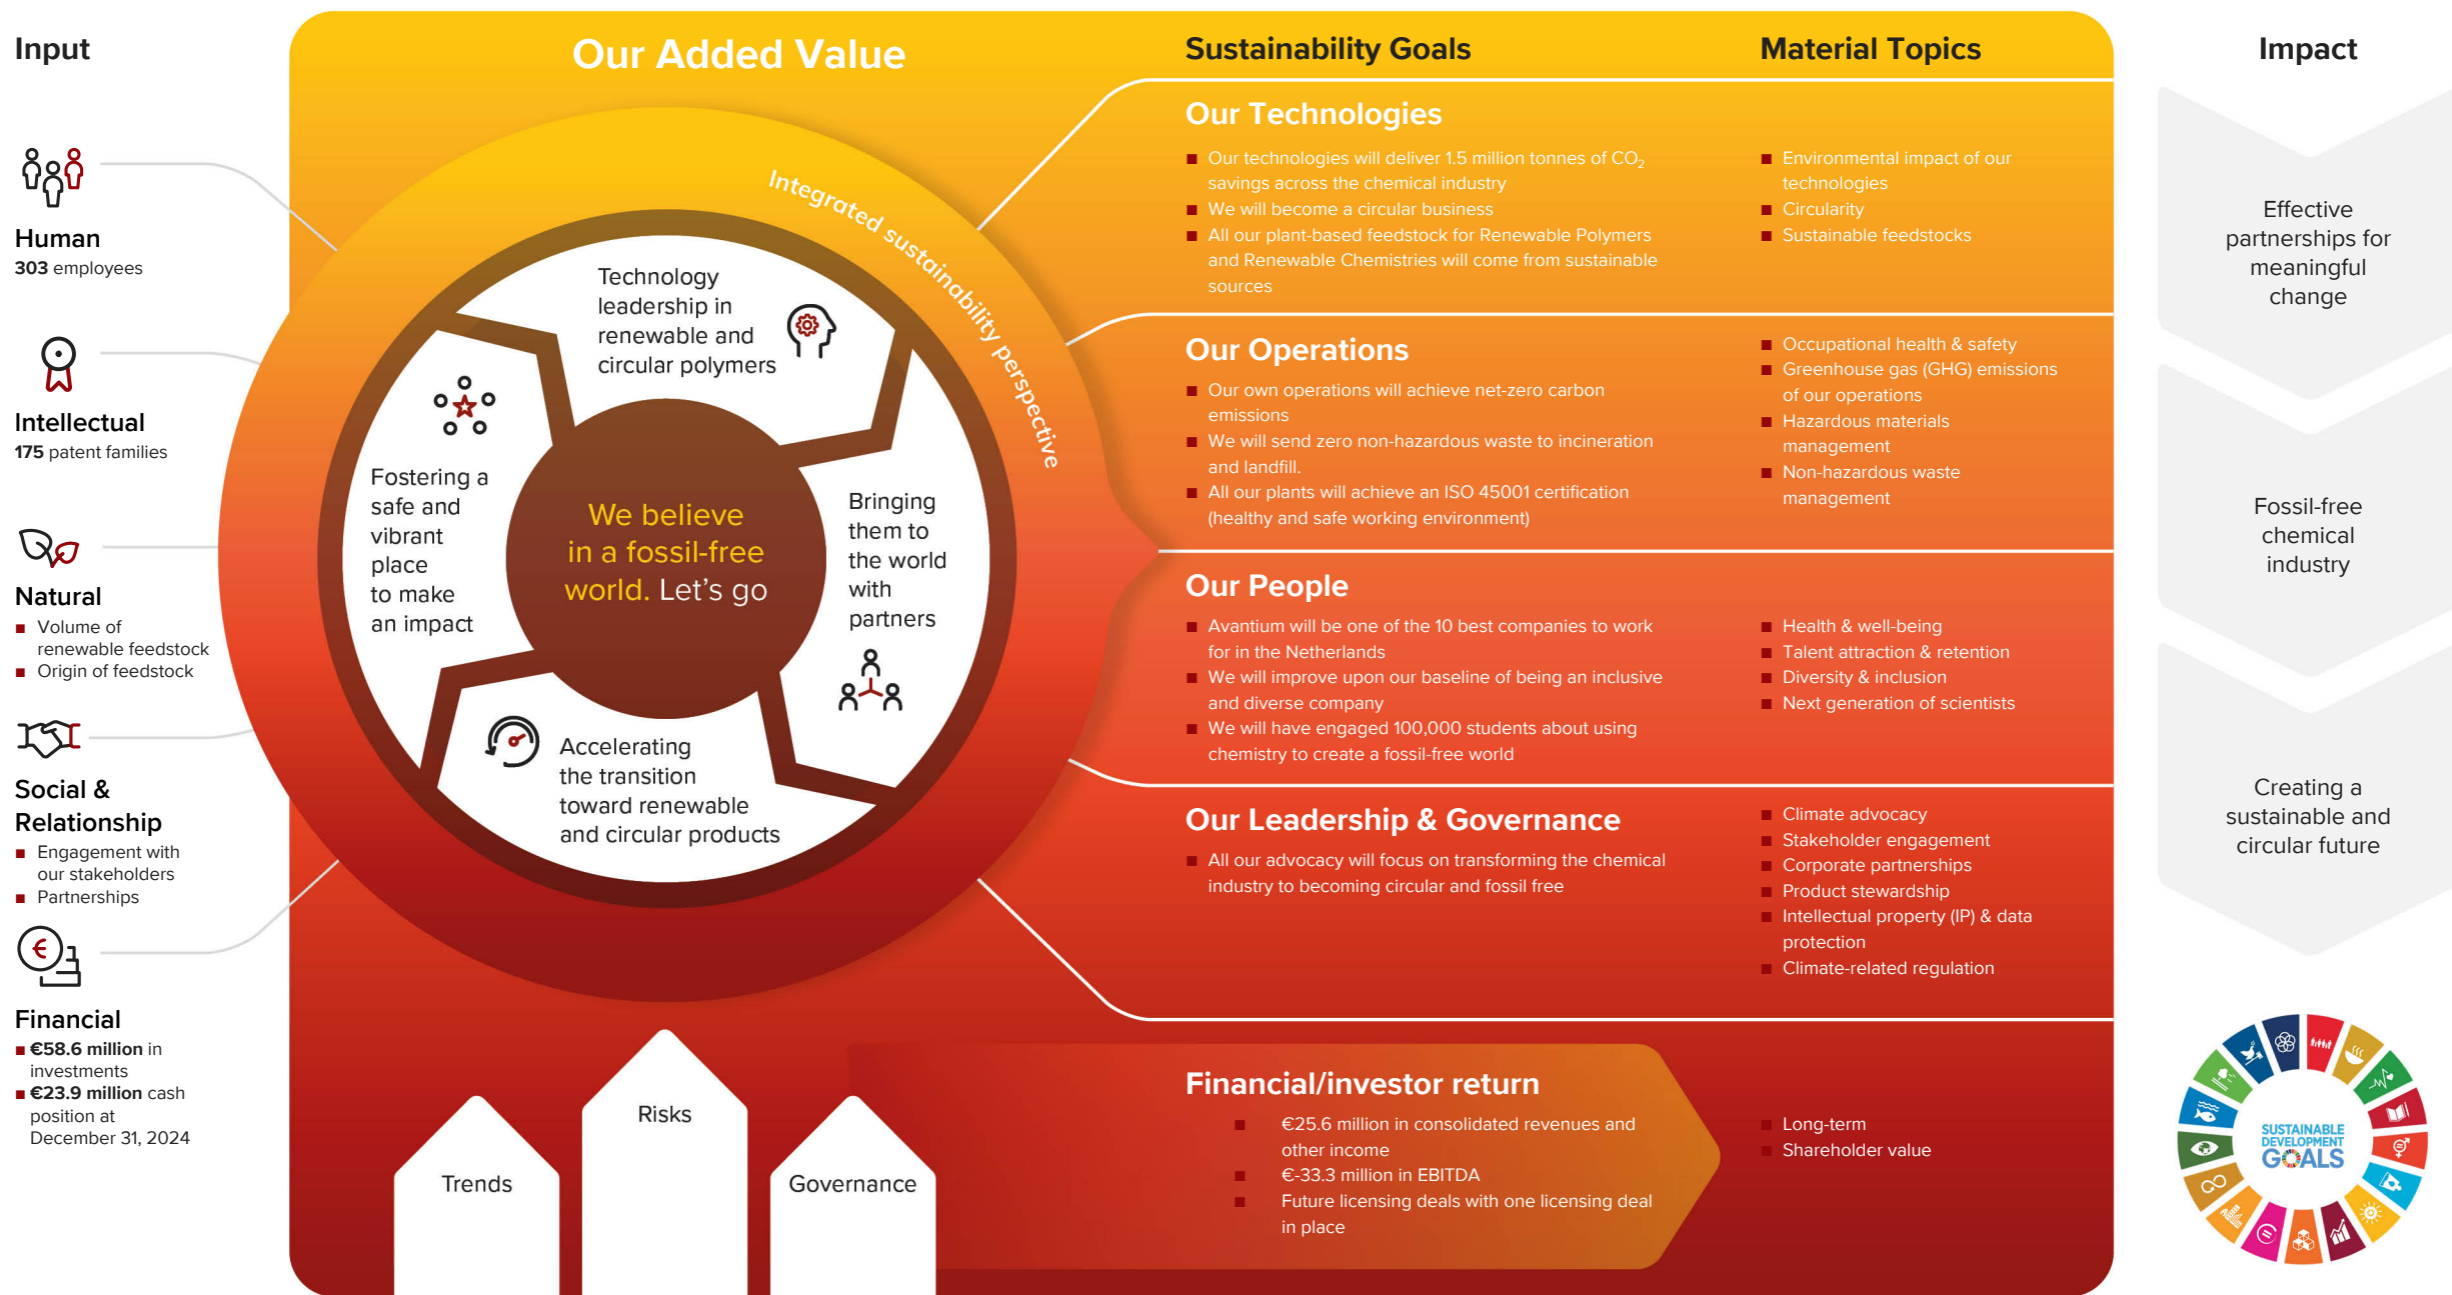 Input
Human
303 employees
Intellectual
175 patent families
Natural
■ Volume of
renewable feedstock
■ Origin of feedstock
Social &
Relationship
■ Engagement with
our stakeholders
■ Partnerships
Financial
■ €58.6 million in
investments
■ €23.9 million cash
position at
December 31, 2024
Our Added Value
Integrated sustainability perspective
Technology
leadership in
renewable and
circular polymers
Bringing
them to
the world
with
partners
Accelerating
the transition
toward renewable
and circular products
Fostering a
safe and
vibrant
place
to make
an impact
We believe
in a fossil-free
world. Let's go
Trends
Risks
Governance
Sustainability Goals
Our Technologies
■ Our technologies will deliver 1.5 million tonnes of CO₂
savings across the chemical industry
■ We will become a circular business
■ All our plant-based feedstock for Renewable Polymers
and Renewable Chemistries will come from sustainable
sources
Our Operations
■ Our own operations will achieve net-zero carbon
emissions
■ We will send zero non-hazardous waste to incineration
and landfill.
■ All our plants will achieve an ISO 45001 certification
(healthy and safe working environment)
Our People
■ Avantium will be one of the 10 best companies to work
for in the Netherlands
■ We will improve upon our baseline of being an inclusive
and diverse company
■ We will have engaged 100,000 students about using
chemistry to create a fossil-free world
Our Leadership & Governance
■ All our advocacy will focus on transforming the chemical
industry to becoming circular and fossil free
Financial/investor return
■ €25.6 million in consolidated revenues and
other income
■ €-33.3 million in EBITDA
■ Future licensing deals with one licensing deal
in place
Material Topics
■ Environmental impact of our
technologies
■ Circularity
■ Sustainable feedstocks
■ Occupational health & safety
■ Greenhouse gas (GHG) emissions
of our operations
■ Hazardous materials
management
■ Non-hazardous waste
management
■ Health & well-being
■ Talent attraction & retention
■ Diversity & inclusion
■ Next generation of scientists
■ Climate advocacy
■ Stakeholder engagement
■ Corporate partnerships
■ Product stewardship
■ Intellectual property (IP) & data
protection
■ Climate-related regulation
■ Long-term
■ Shareholder value
Impact
Effective
partnerships for
meaningful
change
Fossil-free
chemical
industry
Creating a
sustainable and
circular future
SUSTAINABLE
DEVELOPMENT
GOALS